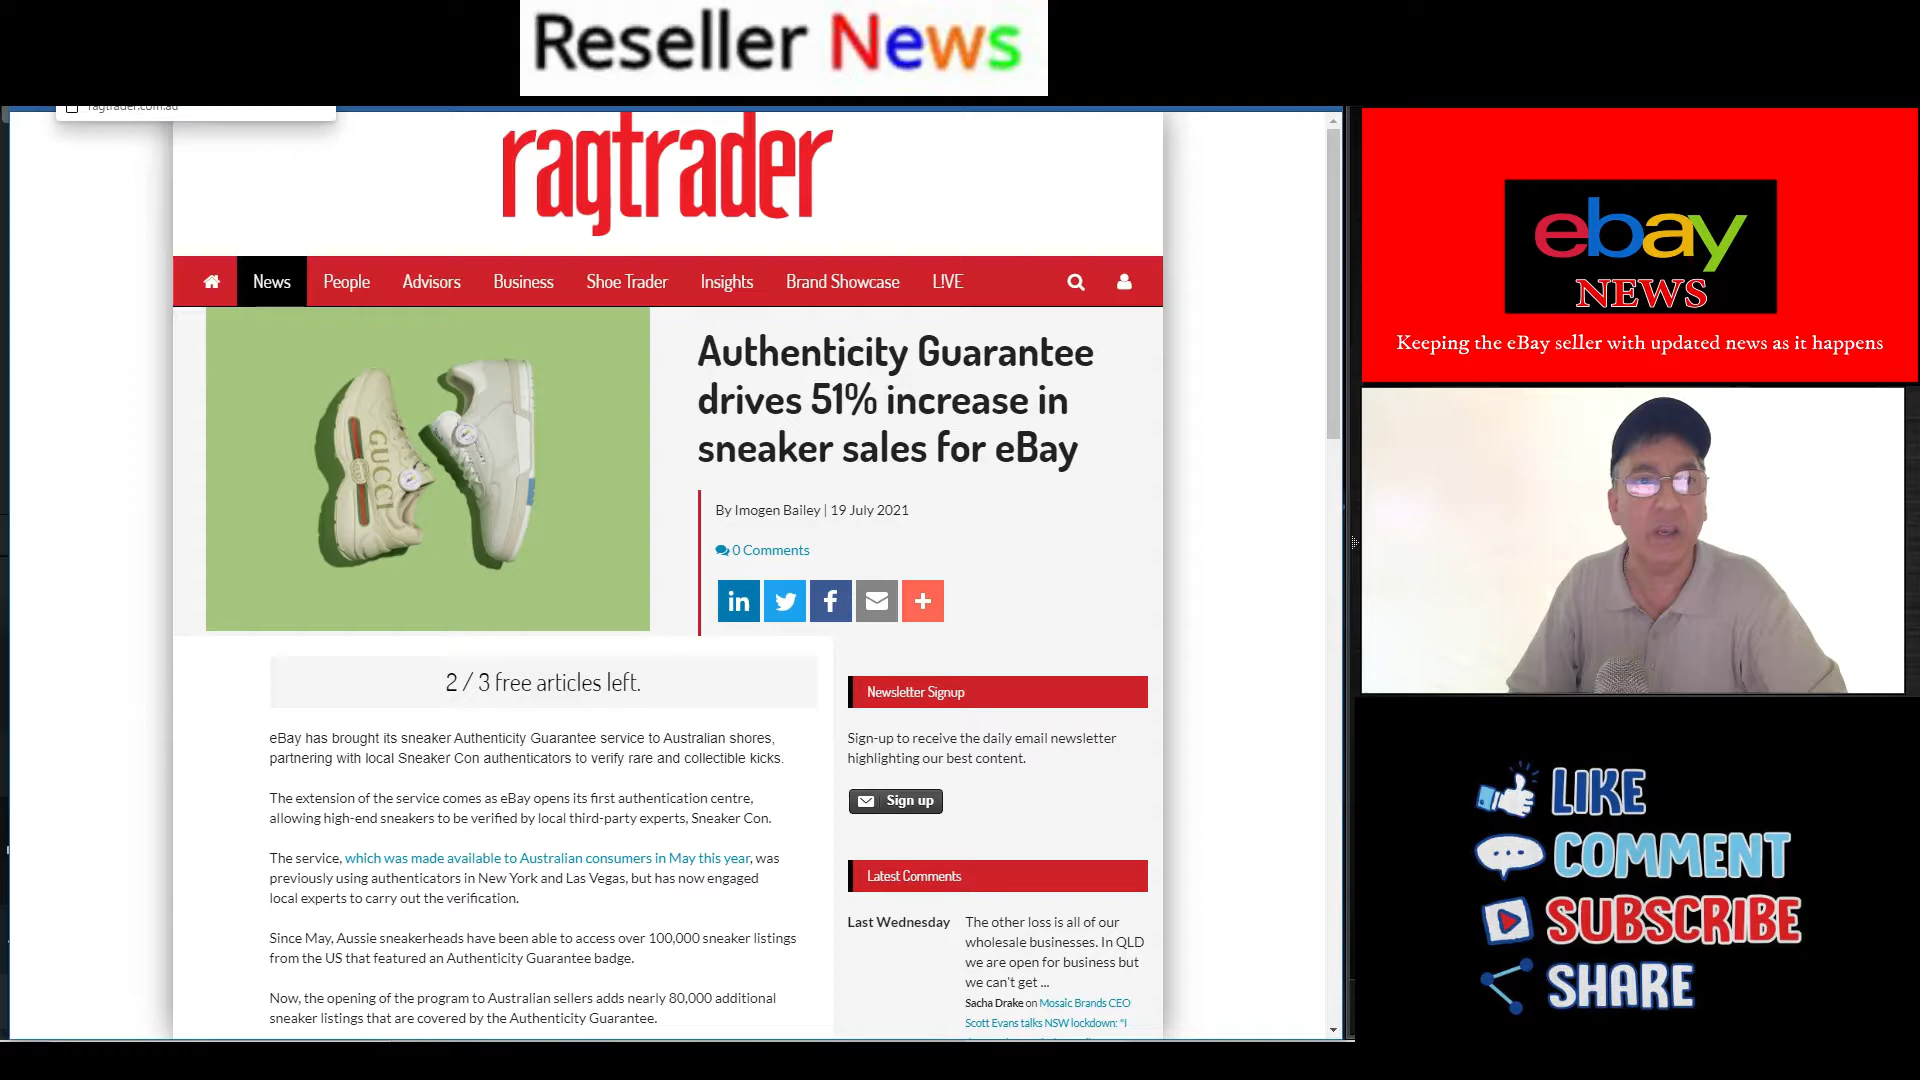 Reseller News
ragtrader.com.au
ragtrader
News People Advisors Business Shoe Trader Insights Brand Showcase L!VE
GUCCI
Authenticity Guarantee
drives 51% increase in
sneaker sales for eBay
By Imogen Bailey | 19 July 2021
0 Comments
2 / 3 free articles left.
eBay has brought its sneaker Authenticity Guarantee service to Australian shores,
partnering with local Sneaker Con authenticators to verify rare and collectible kicks.
The extension of the service comes as eBay opens its first authentication centre,
allowing high-end sneakers to be verified by local third-party experts, Sneaker Con.
The service, which was made available to Australian consumers in May this year, was
previously using authenticators in New York and Las Vegas, but has now engaged
local experts to carry out the verification.
Since May, Aussie sneakerheads have been able to access over 100,000 sneaker listings
from the US that featured an Authenticity Guarantee badge.
Now, the opening of the program to Australian sellers adds nearly 80,000 additional
sneaker listings that are covered by the Authenticity Guarantee.
Newsletter Signup
Sign-up to receive the daily email newsletter
highlighting our best content.
Sign up
Latest Comments
Last Wednesday
The other loss is all of our
wholesale businesses. In QLD
we are open for business but
we can't get ...
Sacha Drake on Mosaic Brands CEO
Scott Evans talks NSW lockdown: "I
ebay
NEWS
Keeping the eBay seller with updated news as it happens
LIKE
COMMENT
SUBSCRIBE
SHARE